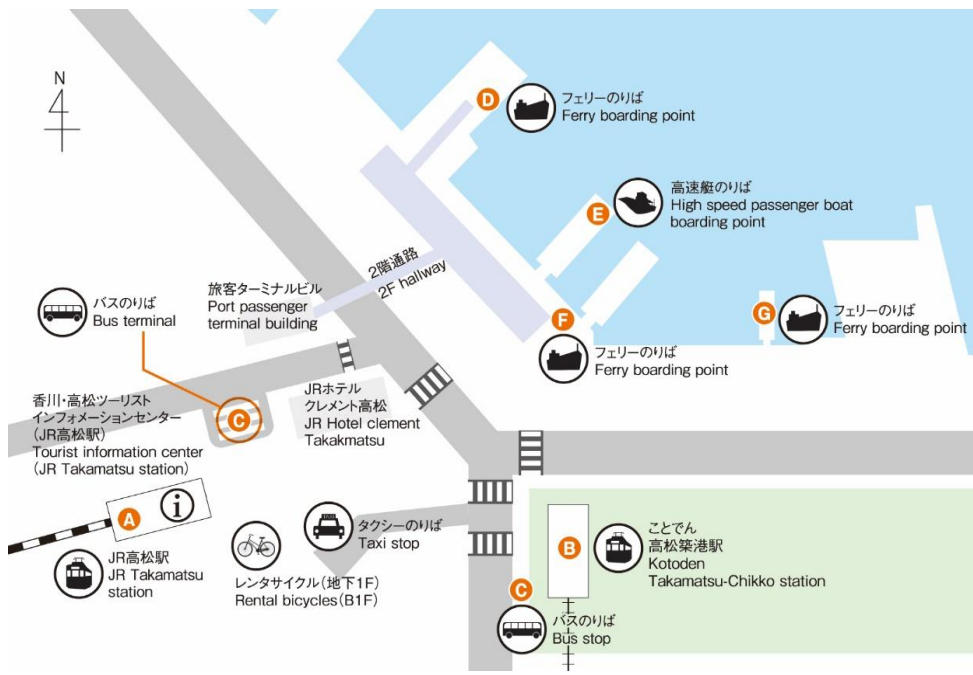 N
D
フェリーのりば
Ferry boarding point
高速艇のりば
High speed passenger boat
boarding point
E
2階通路
2F hallway
旅客ターミナルビル
Port passenger
terminal building
バスのりば
Bus terminal
F
フェリーのりば
Ferry boarding point
G
フェリーのりば
Ferry boarding point
香川・高松ツーリスト
インフォメーションセンター
(JR高松駅)
Tourist information center
(JR Takamatsu station)
C
JRホテル
クレメント高松
JR Hotel clement
Takakmatsu
A
i
JR高松駅
JR Takamatsu
station
タクシーのりば
Taxi stop
レンタサイクル(地下1F)
Rental bicycles(B1F)
B
ことでん
高松築港駅
Kotoden
Takamatsu-Chikko station
C
バスのりば
Bus stop